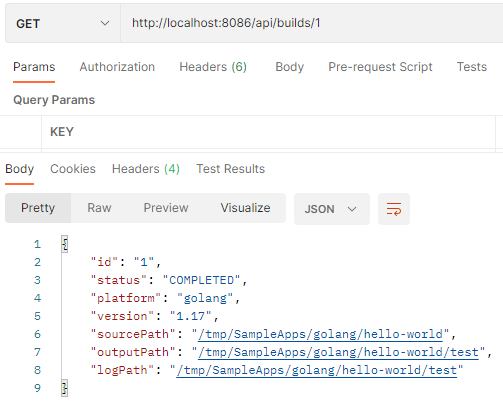 GET http://localhost:8086/api/builds/1
Params Authorization Headers (6) Body Pre-request Script Tests
Query Params
KEY
Body Cookies Headers (4) Test Results
Pretty Raw Preview Visualize JSON
1 {
2 "id": "1",
3 "status": "COMPLETED",
4 "platform": "golang",
5 "version": "1.17",
6 "sourcePath": "/tmp/SampleApps/golang/hello-world",
7 "outputPath": "/tmp/SampleApps/golang/hello-world/test",
8 "logPath": "/tmp/SampleApps/golang/hello-world/test"
9 }